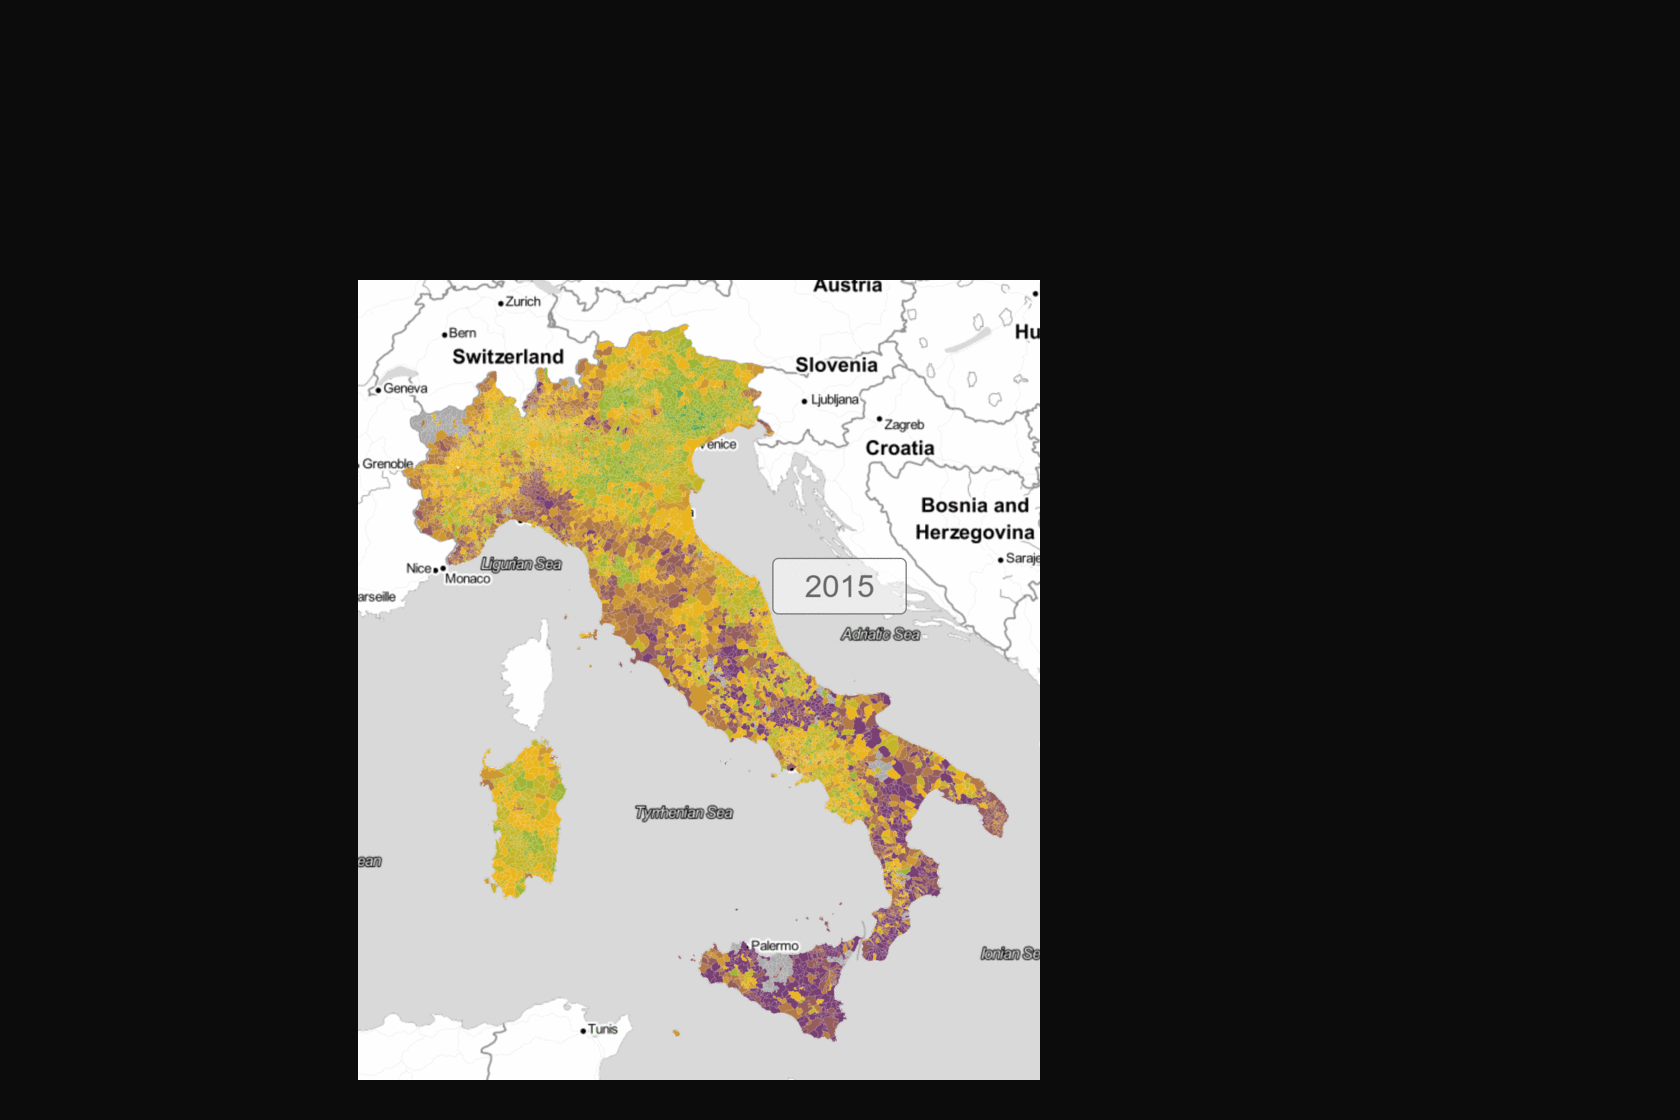 Austria
Zurich
Hu
Bern
Switzerland
Slovenia
Geneva
Ljubljana
Zagreb
Venice
Croatia
Grenoble
Bosnia and
Herzegovina
a
Saraje
Ligurian Sea
Nice
Monaco
2015
arseille
Adriatic Sea
Tyrrhenian Sea
ean
Palermo
Ionian Se
Tunis